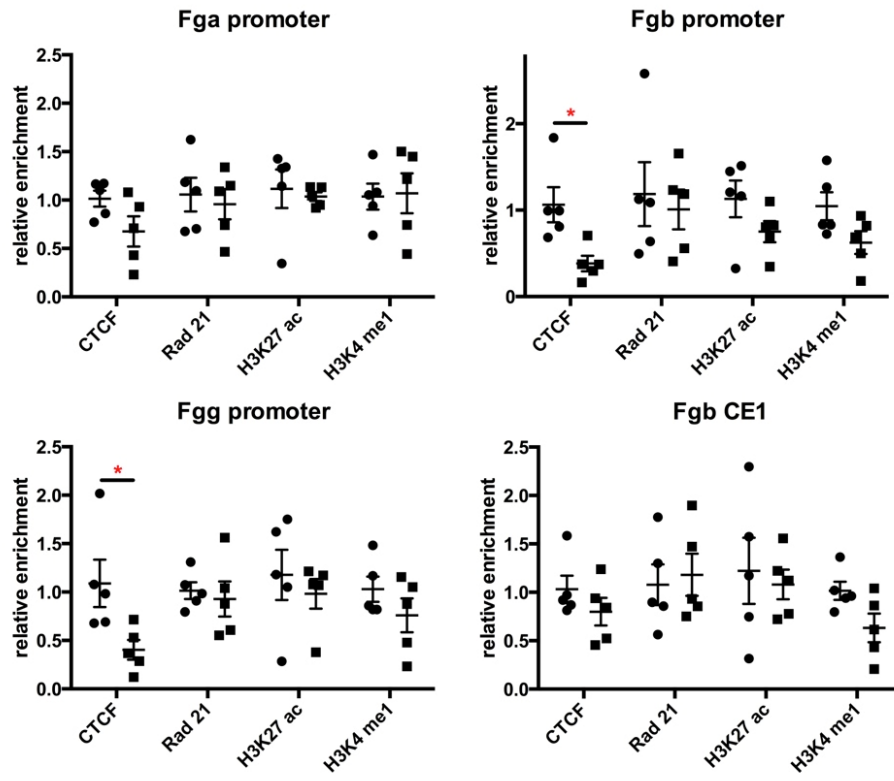 Fga promoter
relative enrichment
2.5
2.0
1.5
1.0
0.5
0.0
CTCF
Rad 21
H3K27 ac
H3K4 me1
Fgb promoter
relative enrichment
*
2
1
0
CTCF
Rad 21
H3K27 ac
H3K4 me1
Fgg promoter
relative enrichment
2.5
*
2.0
1.5
1.0
0.5
0.0
CTCF
Rad 21
H3K27 ac
H3K4 me1
Fgb CE1
relative enrichment
2.5
2.0
1.5
1.0
0.5
0.0
CTCF
Rad 21
H3K27 ac
H3K4 me1